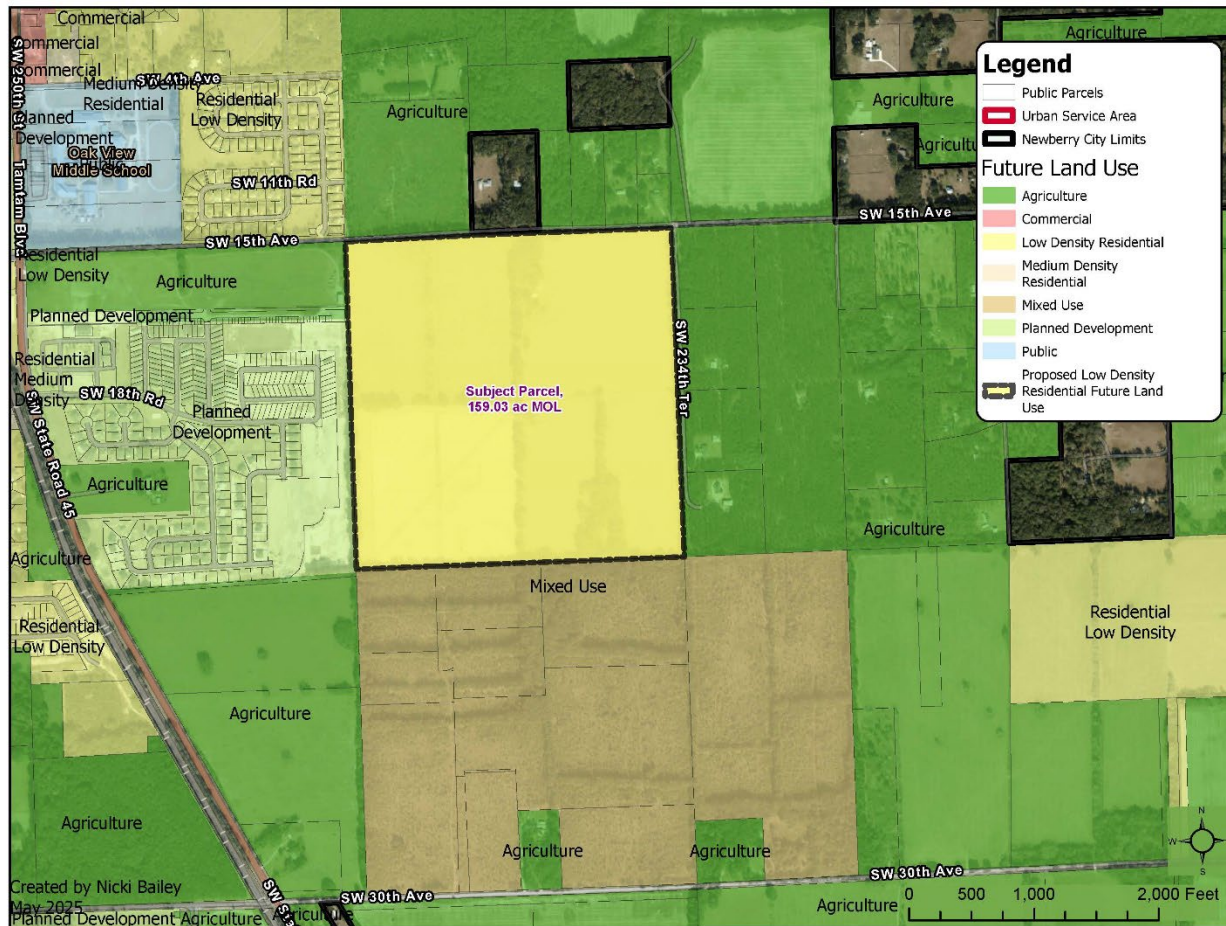 Commercial
Commercial
Commercial
SW 250th St
SW 4th Ave
Medium Density
Residential
Residential
Low Density
Planned
Development
Oak View
Middle School
Public
Tamtam Blvd
SW 11th Rd
Agriculture
Agriculture
Agriculture
SW 15th Ave
SW 15th Ave
Residential
Low Density
Agriculture
Planned Development
Residential
Medium
Density
SW 18th Rd
Planned
Development
Agriculture
SW State Road 45
Subject Parcel,
159.03 ac MOL
SW 234th Ter
Agriculture
Agriculture
Mixed Use
Residential
Low Density
Residential
Low Density
Agriculture
Agriculture
Agriculture
Agriculture
SW 30th Ave
SW 30th Ave
Agriculture
Agriculture
Planned Development
Agriculture
Created by Nicki Bailey
May 2025
Legend
Public Parcels
Urban Service Area
Newberry City Limits
Future Land Use
Agriculture
Commercial
Low Density Residential
Medium Density
Residential
Mixed Use
Planned Development
Public
Proposed Low Density
Residential Future Land
Use
N
W
S
0 500 1,000 2,000 Feet